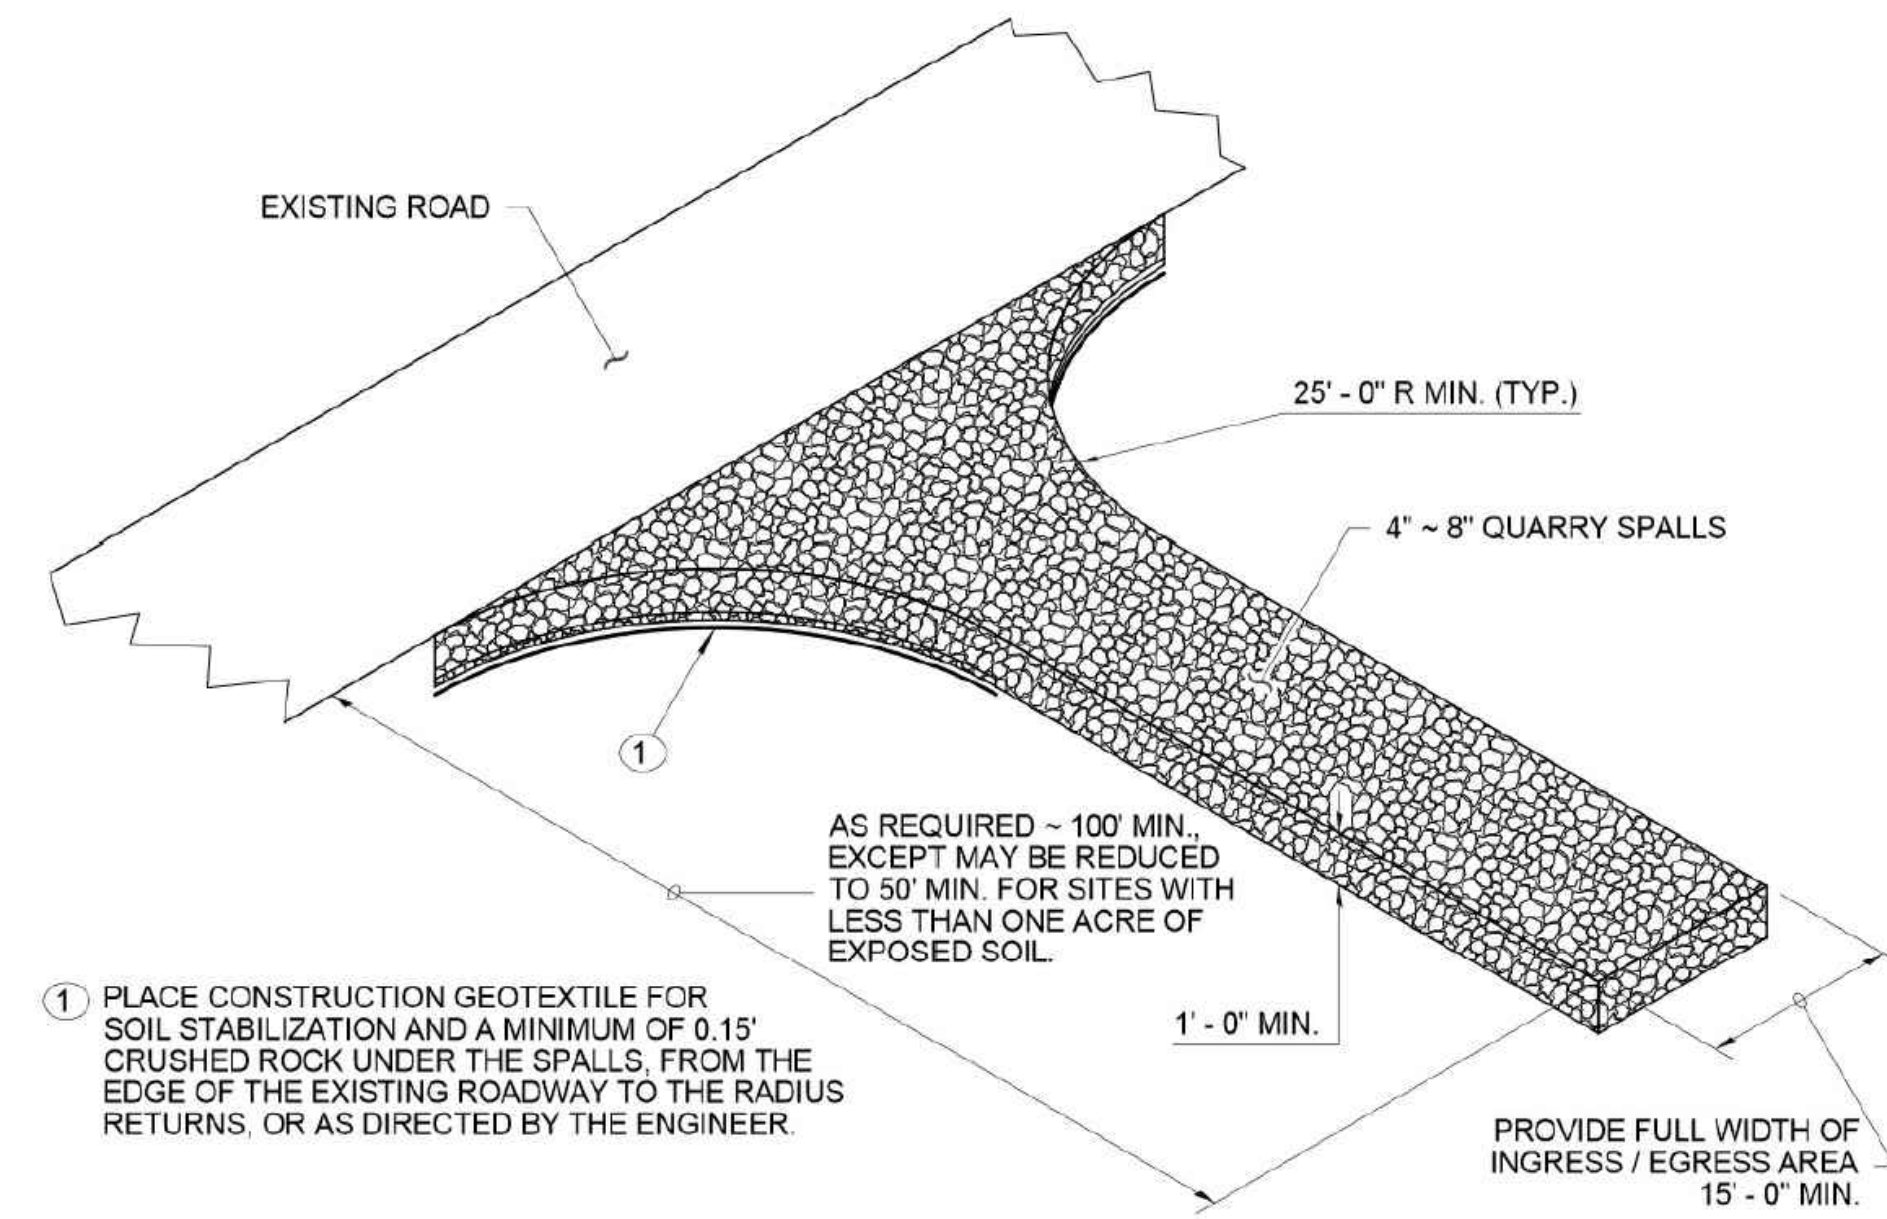 EXISTING ROAD
25' - 0" R MIN. (TYP.)
4" ~ 8" QUARRY SPALLS
1
AS REQUIRED ~ 100' MIN.,
EXCEPT MAY BE REDUCED
TO 50' MIN. FOR SITES WITH
LESS THAN ONE ACRE OF
EXPOSED SOIL.
1 PLACE CONSTRUCTION GEOTEXTILE FOR
SOIL STABILIZATION AND A MINIMUM OF 0.15'
CRUSHED ROCK UNDER THE SPALLS, FROM THE
EDGE OF THE EXISTING ROADWAY TO THE RADIUS
RETURNS, OR AS DIRECTED BY THE ENGINEER.
1' - 0" MIN.
PROVIDE FULL WIDTH OF
INGRESS / EGRESS AREA
15' - 0" MIN.